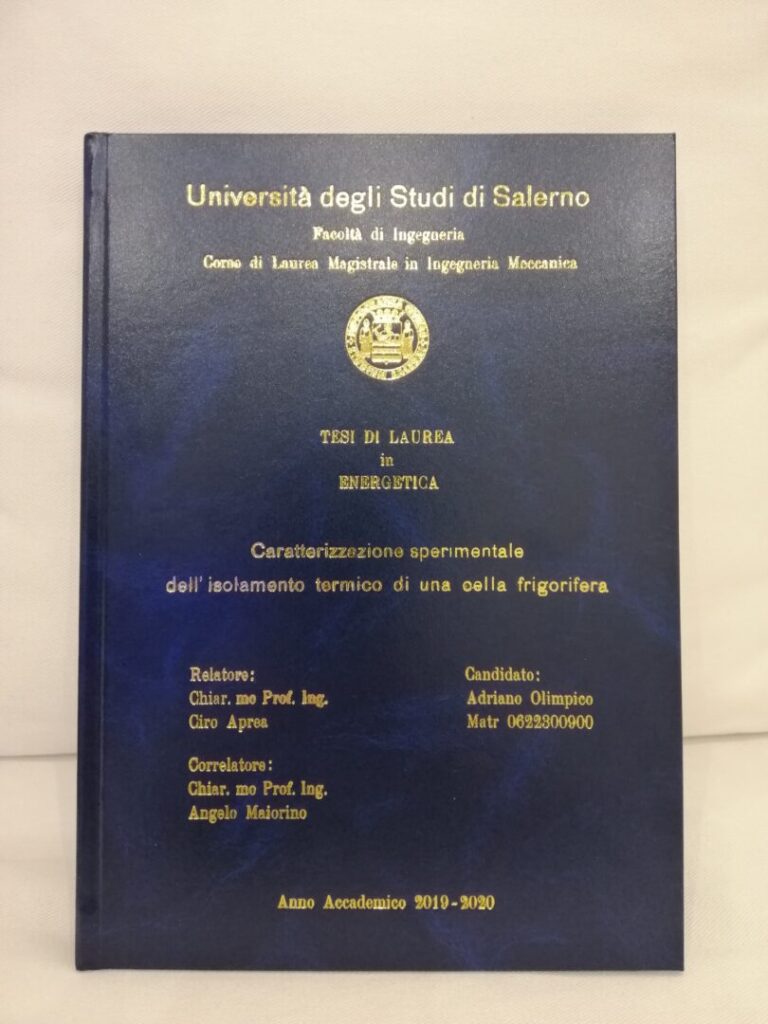 Università degli Studi di Salerno
Facoltà di Ingegneria
Corso di Laurea Magistrale in Ingegneria Meccanica
TESI DI LAUREA
in
ENERGETICA
Caratterizzazione sperimentale
dell'isolamento termico di una cella frigorifera
Relatore:
Chiar. mo Prof. Ing.
Ciro Aprea
Candidato:
Adriano Olimpico
Matr 0622300900
Correlatore:
Chiar. mo Prof. Ing.
Angelo Maiorino
Anno Accademico 2019-2020